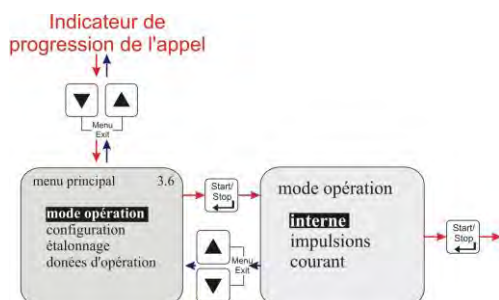 Indicateur de
progression de l'appel
Menu
Exit
menu principal 3.6
mode opération
configuration
étalonnage
donées d'opération
Start/
Stop
Menu
Exit
mode opération
interne
impulsions
courant
Start/
Stop